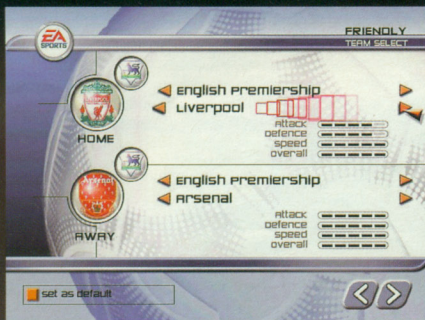 EA
SPORTS
FRIENDLY
TEAM SELECT
English Premiership
Liverpool
HOME
Attack
Defence
speed
overall
English Premiership
Arsenal
Arsenal
AWAY
Attack
Defence
speed
overall
set as default